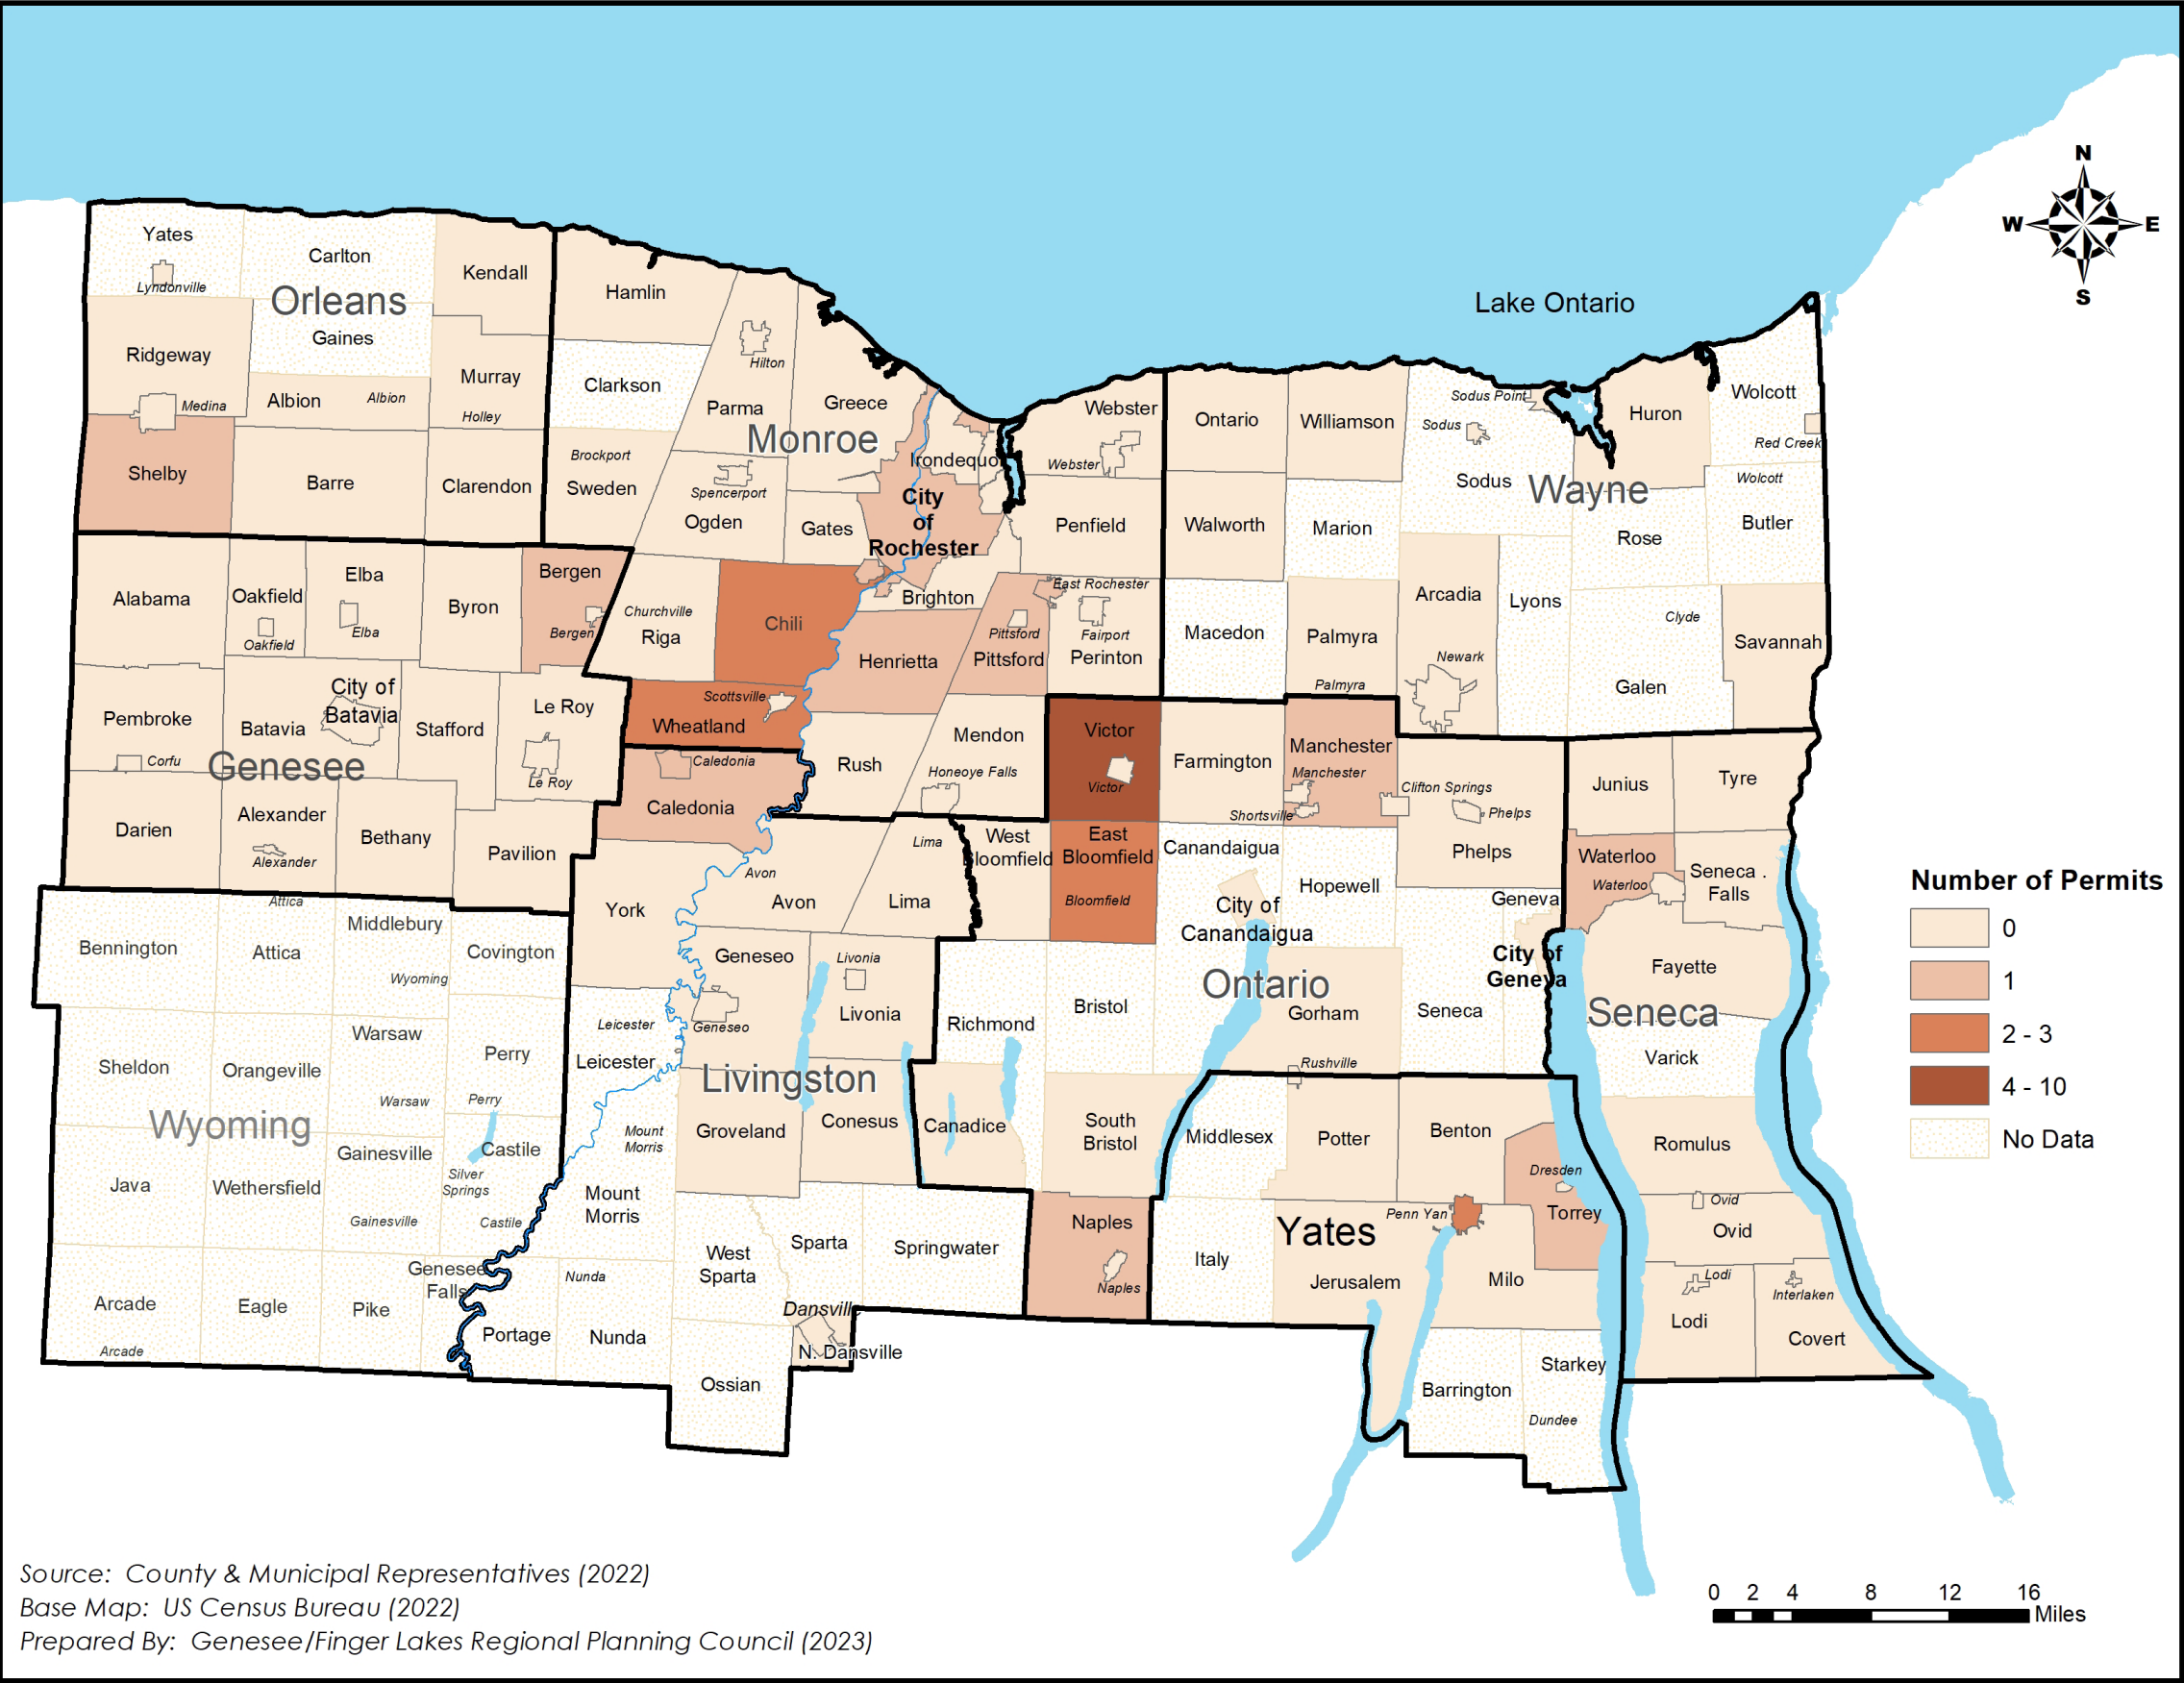 N
W E
S
Lake Ontario
Yates
Lyndonville
Carlton
Kendall
Orleans
Gaines
Ridgeway
Medina
Albion
Albion
Murray
Holley
Shelby
Barre
Clarendon
Hamlin
Clarkson
Hilton
Parma
Greece
Monroe
Brockport
Sweden
Spencerport
Ogden
Gates
Irondequo
City
of
Rochester
Webster
Webster
Penfield
Brighton
East Rochester
Fairport
Perinton
Pittsford
Pittsford
Henrietta
Churchville
Riga
Chili
Scottsville
Wheatland
Rush
Mendon
Honeoye Falls
Ontario
Williamson
Walworth
Marion
Sodus Point
Sodus
Sodus
Wayne
Huron
Wolcott
Red Creek
Wolcott
Butler
Rose
Macedon
Palmyra
Palmyra
Arcadia
Newark
Lyons
Clyde
Galen
Savannah
Alabama
Oakfield
Oakfield
Elba
Elba
Byron
Bergen
Bergen
Pembroke
Corfu
Batavia
City of
Batavia
Stafford
Le Roy
Le Roy
Genesee
Darien
Alexander
Alexander
Bethany
Pavilion
Caledonia
Caledonia
York
Avon
Avon
Lima
Lima
Geneseo
Geneseo
Livonia
Livonia
Leicester
Leicester
Livingston
Groveland
Conesus
Mount
Morris
Mount
Morris
West
Sparta
Sparta
Springwater
Nunda
Nunda
Portage
Dansville
N. Dansville
Ossian
Attica
Bennington
Attica
Middlebury
Wyoming
Covington
Sheldon
Orangeville
Warsaw
Warsaw
Perry
Perry
Wyoming
Java
Wethersfield
Gainesville
Gainesville
Silver
Springs
Castile
Castile
Arcade
Arcade
Eagle
Pike
Genesee
Falls
Victor
Victor
Farmington
Manchester
Manchester
Shortsville
Clifton Springs
Phelps
Phelps
West
Bloomfield
East
Bloomfield
Bloomfield
Canandaigua
City of
Canandaigua
Hopewell
Geneva
City of
Geneva
Ontario
Richmond
Bristol
Gorham
Rushville
Seneca
Canadice
South
Bristol
Naples
Naples
Middlesex
Potter
Benton
Dresden
Torrey
Penn Yan
Yates
Italy
Jerusalem
Milo
Barrington
Starkey
Dundee
Junius
Tyre
Waterloo
Waterloo
Seneca .
Falls
Fayette
Seneca
Varick
Romulus
Ovid
Ovid
Lodi
Lodi
Interlaken
Covert
Number of Permits
0
1
2 - 3
4 - 10
No Data
Source: County & Municipal Representatives (2022)
Base Map: US Census Bureau (2022)
Prepared By: Genesee/Finger Lakes Regional Planning Council (2023)
0 2 4 8 12 16
Miles